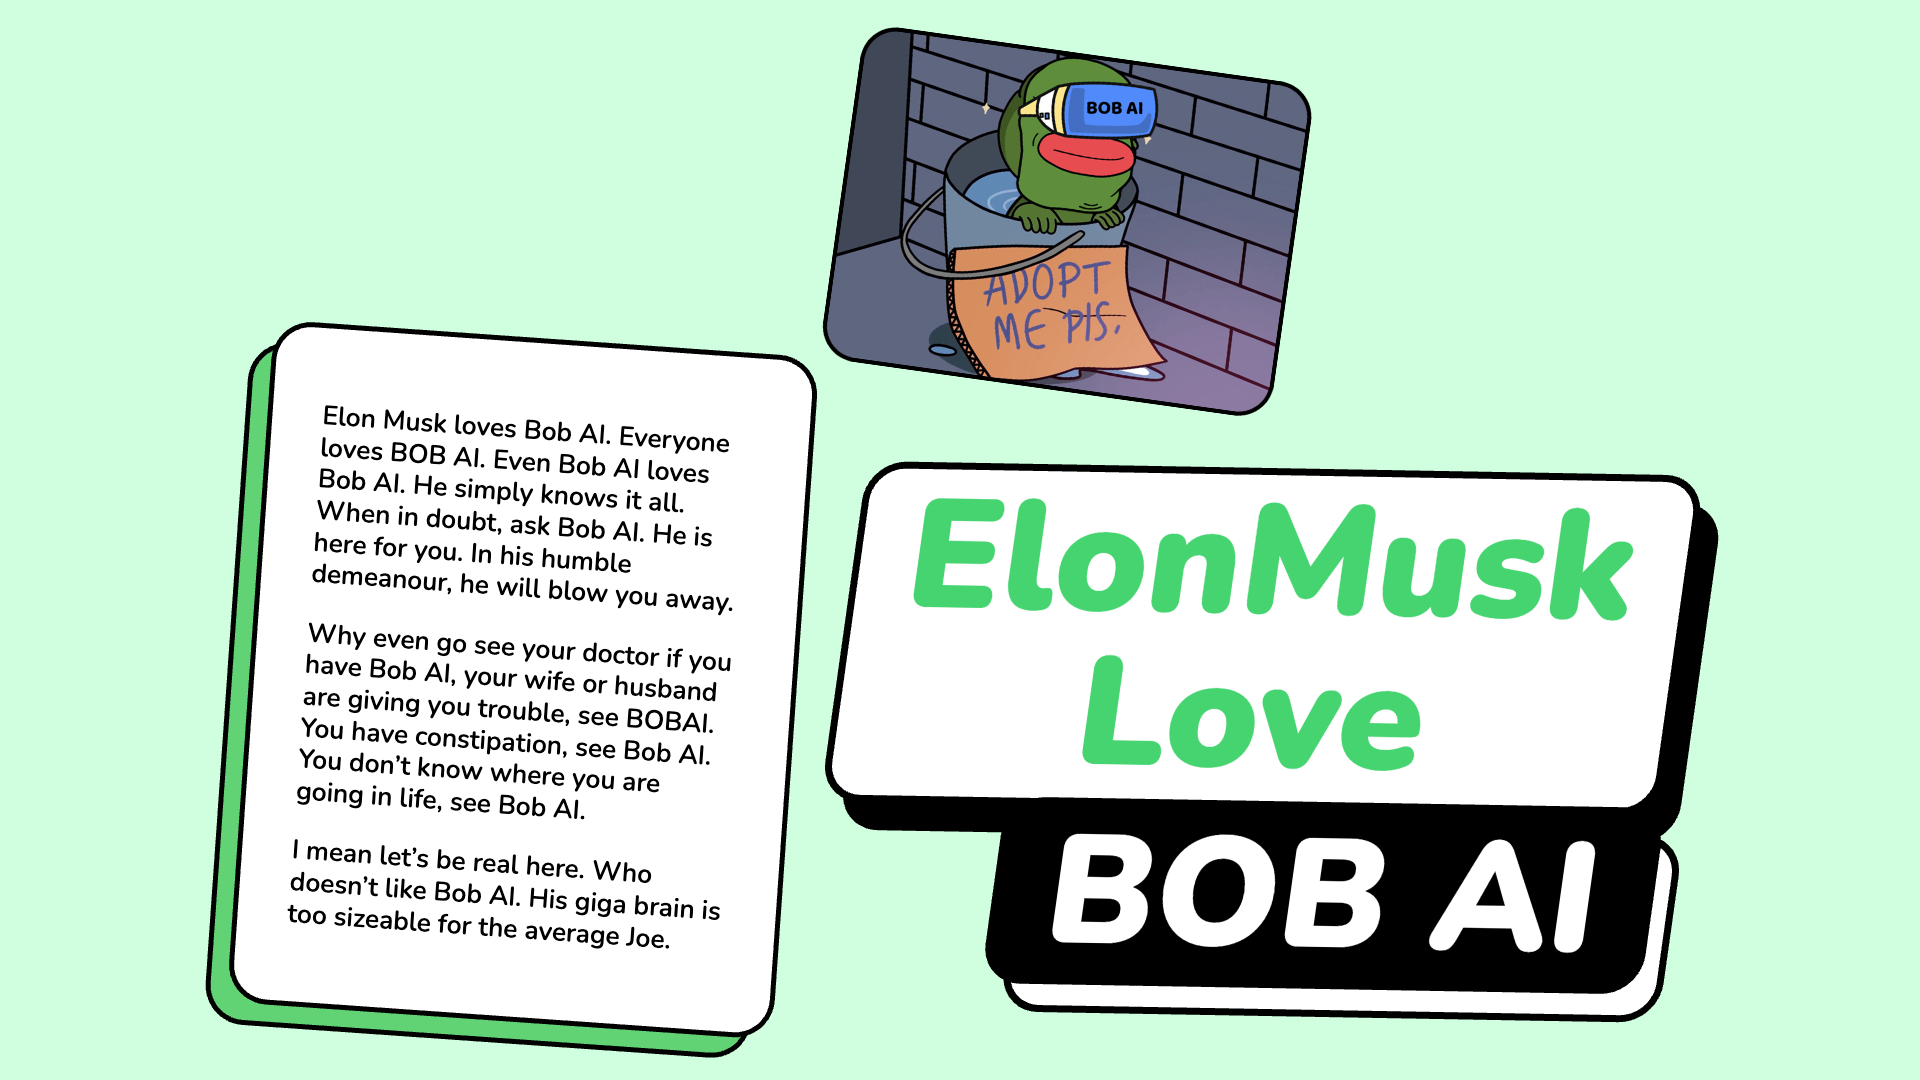 BOB AI
ADOPT
ME PlS.
Elon Musk loves Bob AI. Everyone
loves BOB AI. Even Bob AI loves
Bob AI. He simply knows it all.
When in doubt, ask Bob AI. He is
here for you. In his humble
demeanour, he will blow you away.
Why even go see your doctor if you
have Bob AI, your wife or husband
are giving you trouble, see BOBAI.
You have constipation, see Bob AI.
You don’t know where you are
going in life, see Bob AI.
I mean let’s be real here. Who
doesn’t like Bob AI. His giga brain is
too sizeable for the average Joe.
ElonMusk
Love
BOB AI